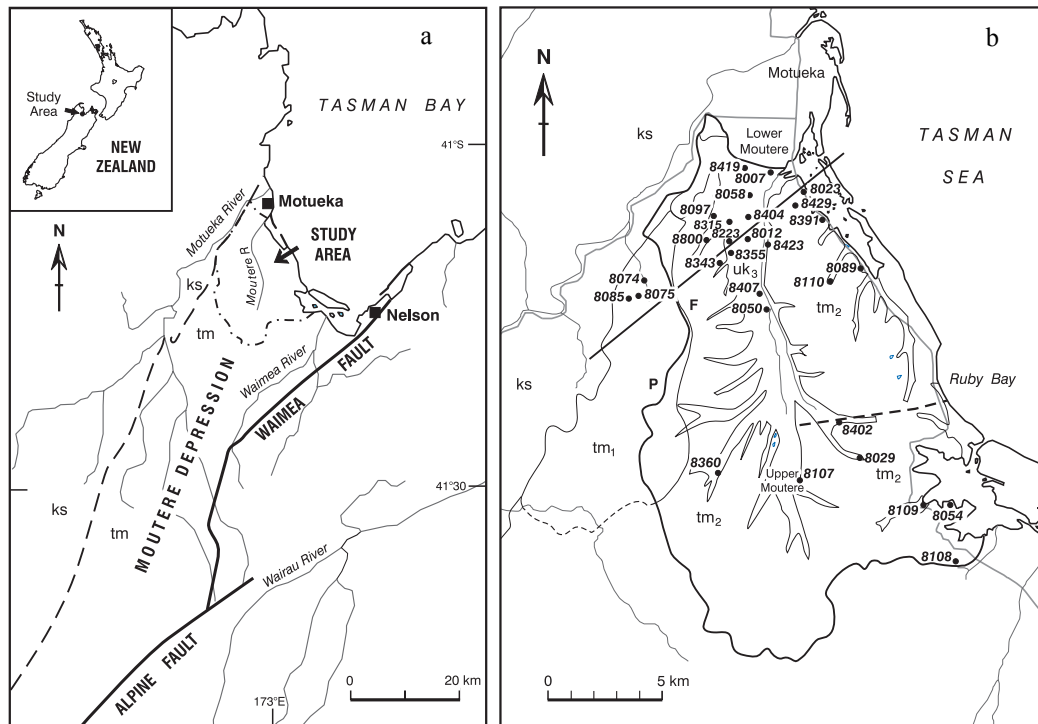 a
Study
Area
NEW
ZEALAND
TASMAN BAY
41°S
N
Motueka River
Motueka
STUDY
AREA
Moutere R
ks
tm
Nelson
Waimea River
WAIMEA
FAULT
MOUTERE DEPRESSION
ks
tm
41°30
Wairau River
ALPINE FAULT
173°E
0
20 km
b
N
Motueka
ks
Lower
Moutere
TASMAN
SEA
8419
8007
8058
8023
8429
8097
8404
8391
8315
8223
8012
8800
8423
8355
8343
uk3
8074
8089
8085
8075
8407
8110
F
8050
tm2
ks
P
Ruby Bay
8402
tm1
8029
8360
Upper
Moutere
8107
tm2
tm2
8109
8054
8108
0
5 km